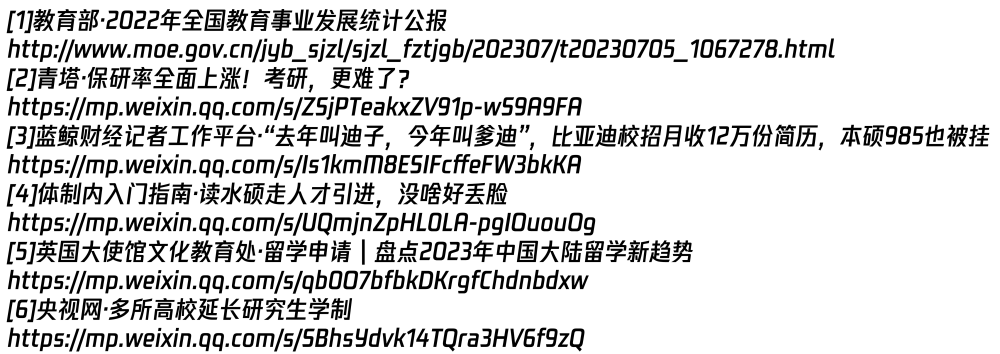 [1]教育部·2022年全国教育事业发展统计公报
http://www.moe.gov.cn/jyb_sjzl/sjzl_fztjgb/202307/t20230705_1067278.html
[2]青塔·保研率全面上涨！考研，更难了？
https://mp.weixin.qq.com/s/Z5jPTeakxZV91p-wS9A9FA
[3]蓝鲸财经记者工作平台·“去年叫迪子，今年叫爹迪”，比亚迪校招月收12万份简历，本硕985也被挂
https://mp.weixin.qq.com/s/Is1kmM8ESIFcffeFW3bkKA
[4]体制内入门指南·读水硕走人才引进，没啥好丢脸
https://mp.weixin.qq.com/s/UQmjnZpHLOLA-pgIOuouOg
[5]英国大使馆文化教育处·留学申请｜盘点2023年中国大陆留学新趋势
https://mp.weixin.qq.com/s/qbOO7bfbkDKrgfChdnbdxw
[6]央视网·多所高校延长研究生学制
https://mp.weixin.qq.com/s/SBhsYdvk14TQra3HV6f9zQ